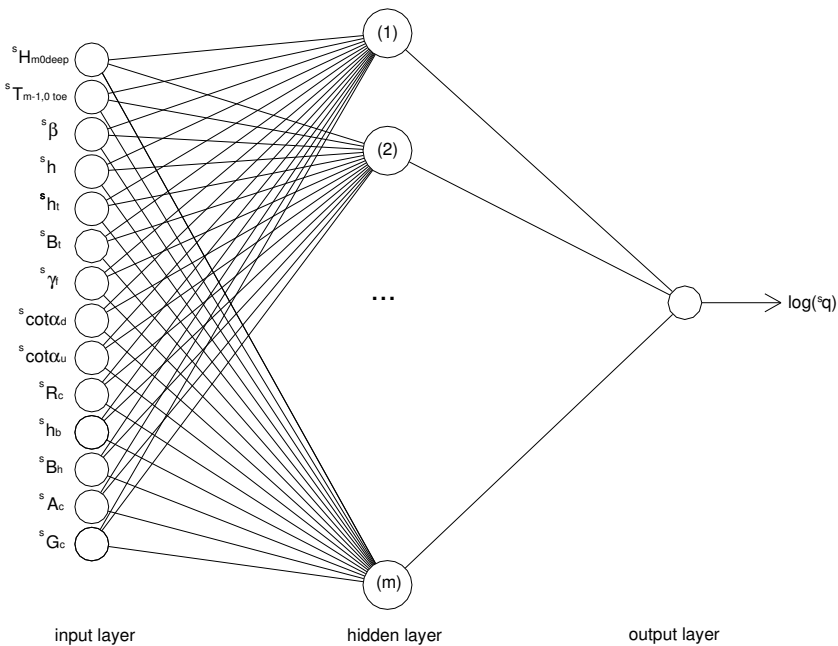 sHm0deep
sTm-1,0 toe
sβ
sh
sht
sBt
sγf
scotαd
scotαu
sRc
shb
sBh
sAc
sGc
(1)
(2)
...
(m)
log(sq)
input layer hidden layer output layer